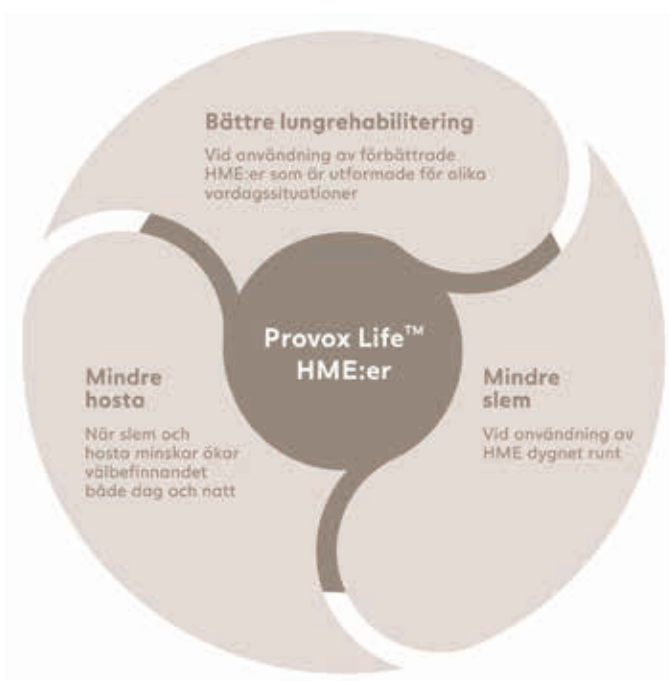 Bättre lungrehabilitering
Vid användning av förbättrade
HME:er som är utformade för olika
vardagssituationer
Provox Life™
HME:er
Mindre
hosta
När slem och
hosta minskar ökar
välbefinnandet
både dag och natt
Mindre
slem
Vid användning av
HME dygnet runt